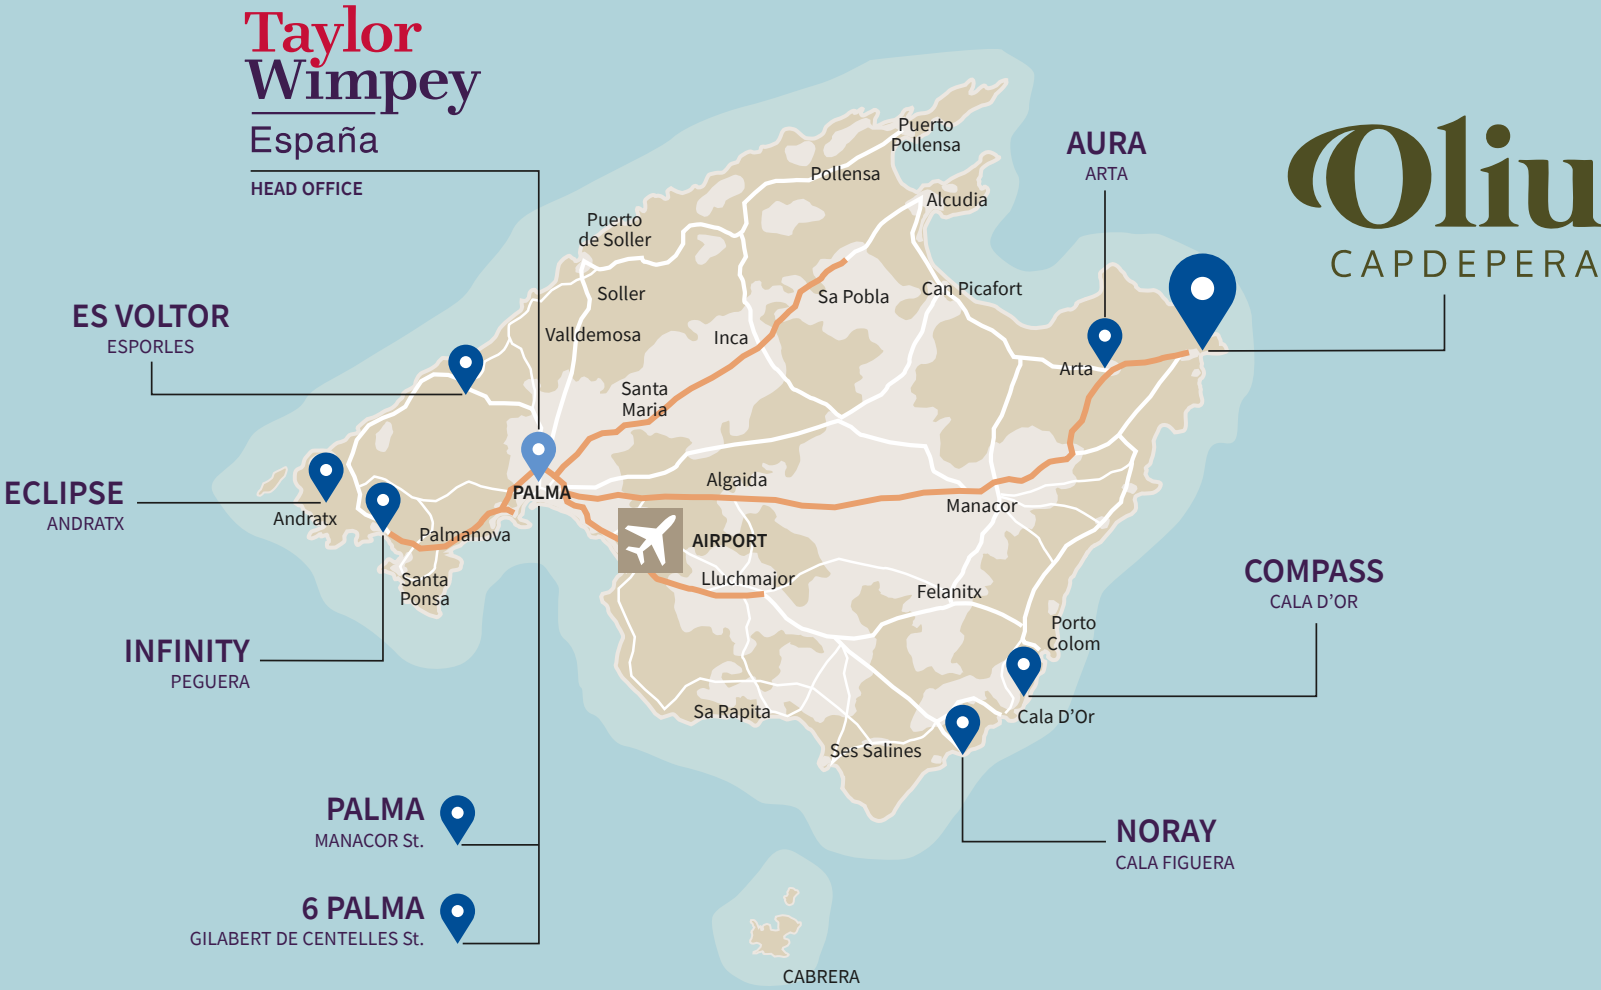 Taylor
Wimpey
España
HEAD OFFICE
Oliu
CAPDEPERA
AURA
ARTA
Puerto
Pollensa
Pollensa
Alcudia
Puerto
de Soller
Soller
Sa Pobla
Can Picafort
ES VOLTOR
ESPORLES
Valldemosa
Inca
Arta
Santa
Maria
ECLIPSE
ANDRATX
Andratx
PALMA
Algaida
Manacor
Palmanova
AIRPORT
Santa
Ponsa
Lluchmajor
Felanitx
COMPASS
CALA D'OR
INFINITY
PEGUERA
Porto
Colom
Sa Rapita
Cala D'Or
Ses Salines
PALMA
MANACOR St.
NORAY
CALA FIGUERA
6 PALMA
GILABERT DE CENTELLES St.
CABRERA